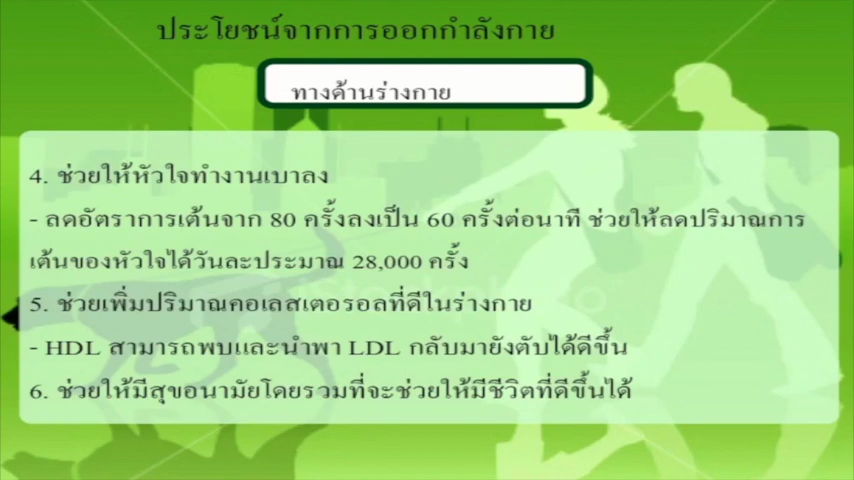 ประโยชน์จากการออกกำลังกาย
ทางด้านร่างกาย
4. ช่วยให้หัวใจทำงานเบาลง
- ลดอัตราการเต้นจาก 80 ครั้งลงเป็น 60 ครั้งต่อนาที ช่วยให้ลดปริมาณการ
เต้นของหัวใจได้วันละประมาณ 28,000 ครั้ง
5. ช่วยเพิ่มปริมาณคอเลสเตอรอลที่ดีในร่างกาย
- HDL สามารถพบและนำพา LDL กลับมายังตับได้ดีขึ้น
6. ช่วยให้มีสุขอนามัยโดยรวมที่จะช่วยให้มีชีวิตที่ดีขึ้นได้